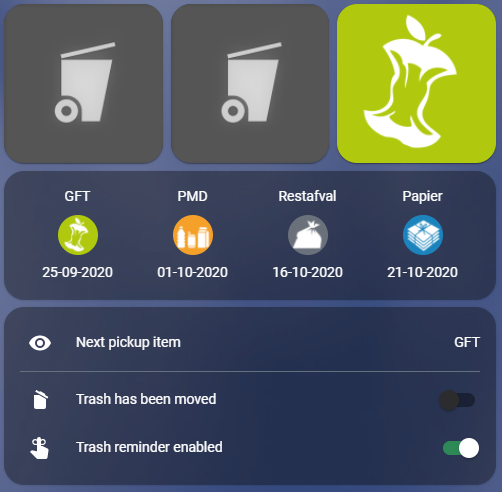 GFT PMD Restafval Papier
25-09-2020 01-10-2020 16-10-2020 21-10-2020
Next pickup item GFT
Trash has been moved
Trash reminder enabled